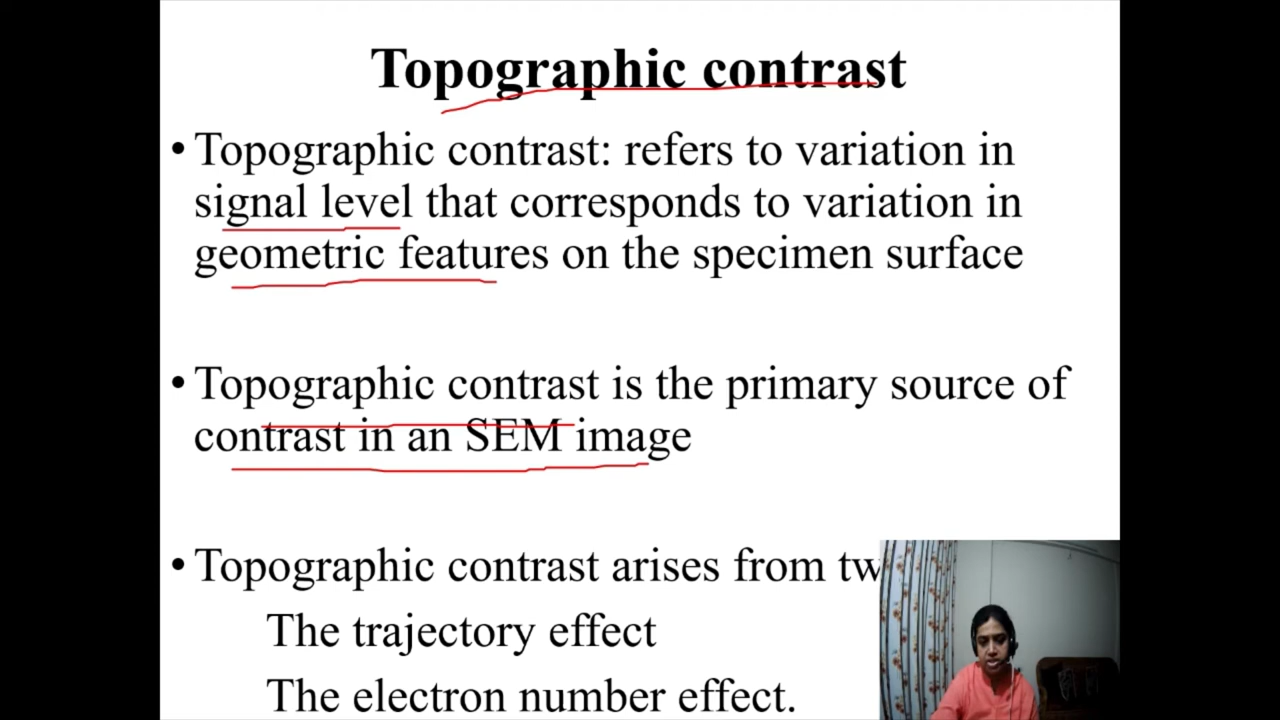 Topographic contrast
• Topographic contrast: refers to variation in
signal level that corresponds to variation in
geometric features on the specimen surface
• Topographic contrast is the primary source of
contrast in an SEM image
• Topographic contrast arises from
The trajectory effect
The electron number effect.